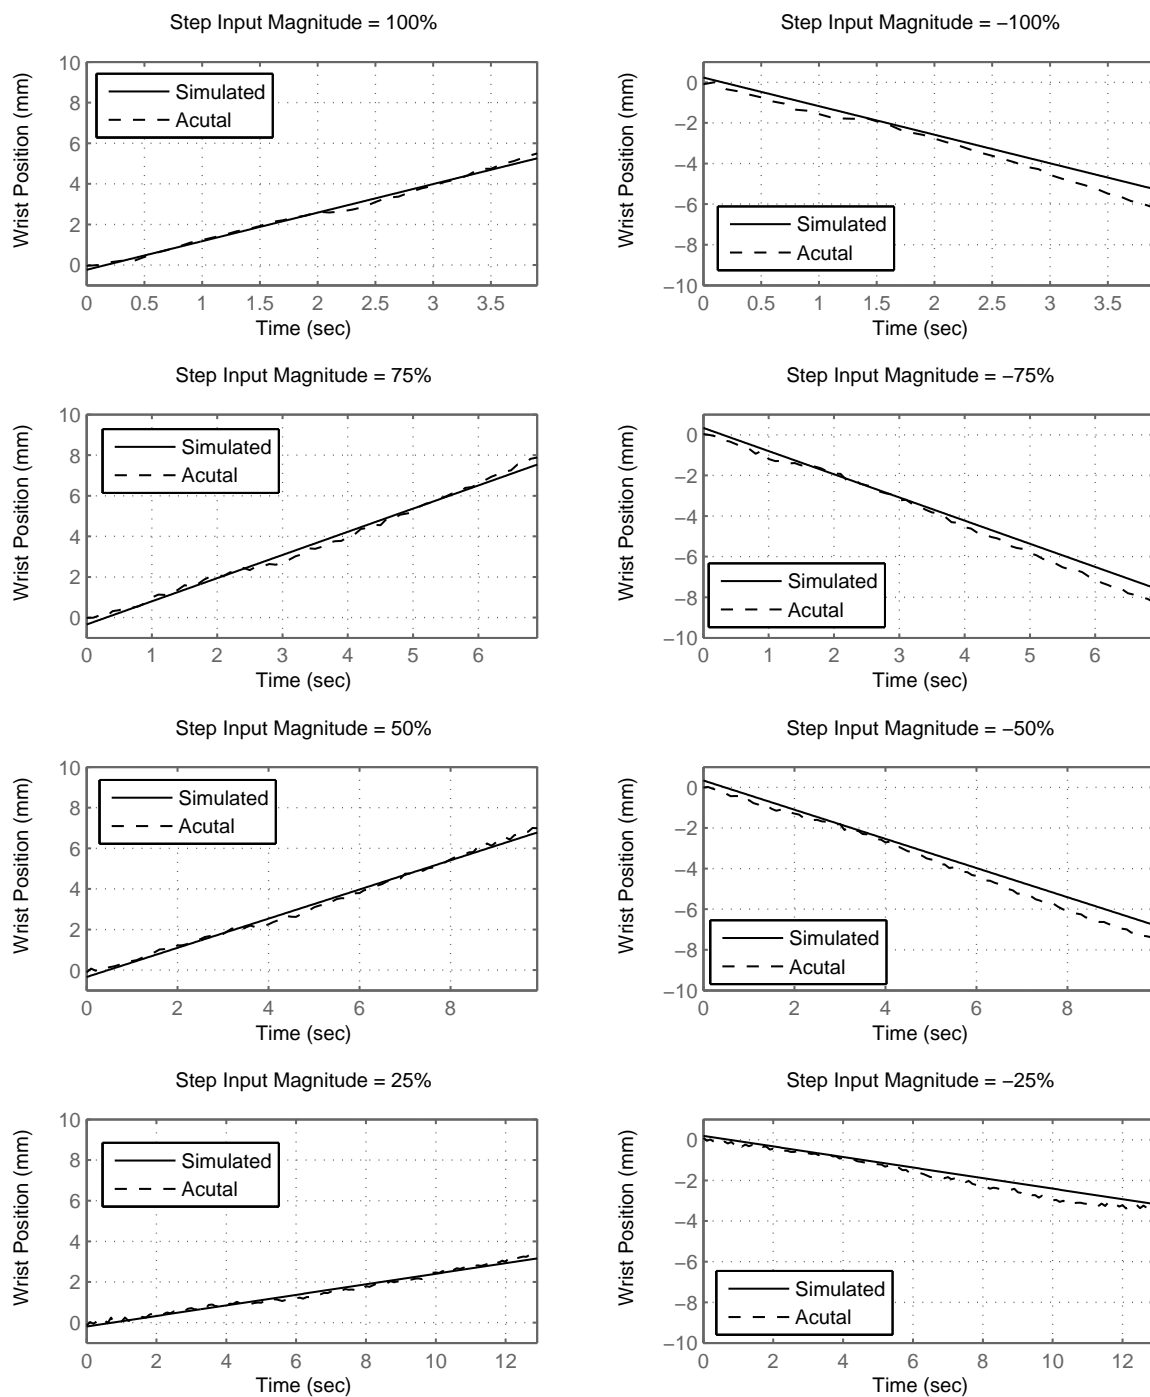 Step Input Magnitude = 100%
10
8
6
4
2
0
Wrist Position (mm)
Simulated
Acutal
0 0.5 1 1.5 2 2.5 3 3.5
Time (sec)
Step Input Magnitude = −100%
0
−2
−4
−6
−8
−10
Wrist Position (mm)
Simulated
Acutal
0 0.5 1 1.5 2 2.5 3 3.5
Time (sec)
Step Input Magnitude = 75%
10
8
6
4
2
0
Wrist Position (mm)
Simulated
Acutal
0 1 2 3 4 5 6
Time (sec)
Step Input Magnitude = −75%
0
−2
−4
−6
−8
−10
Wrist Position (mm)
Simulated
Acutal
0 1 2 3 4 5 6
Time (sec)
Step Input Magnitude = 50%
10
8
6
4
2
0
Wrist Position (mm)
Simulated
Acutal
0 2 4 6 8
Time (sec)
Step Input Magnitude = −50%
0
−2
−4
−6
−8
−10
Wrist Position (mm)
Simulated
Acutal
0 2 4 6 8
Time (sec)
Step Input Magnitude = 25%
10
8
6
4
2
0
Wrist Position (mm)
Simulated
Acutal
0 2 4 6 8 10 12
Time (sec)
Step Input Magnitude = −25%
0
−2
−4
−6
−8
−10
Wrist Position (mm)
Simulated
Acutal
0 2 4 6 8 10 12
Time (sec)